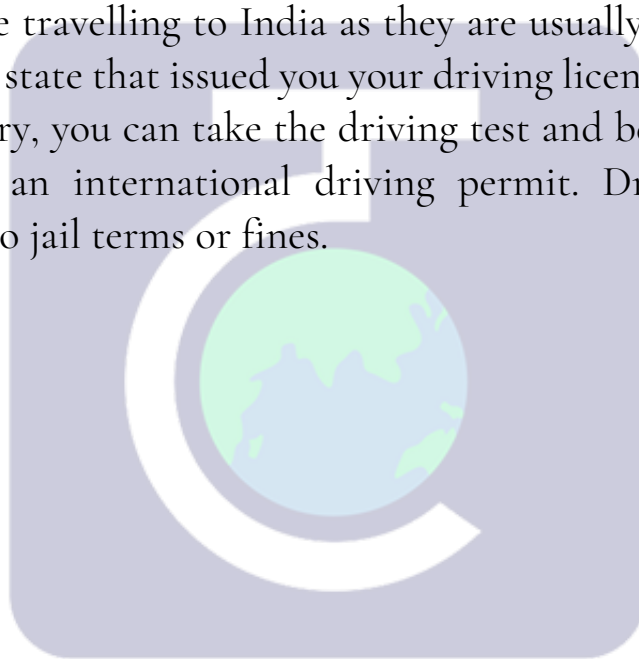 e travelling to India as they are usually
state that issued you your driving licen
ry, you can take the driving test and b
an international driving permit. Dr
o jail terms or fines.